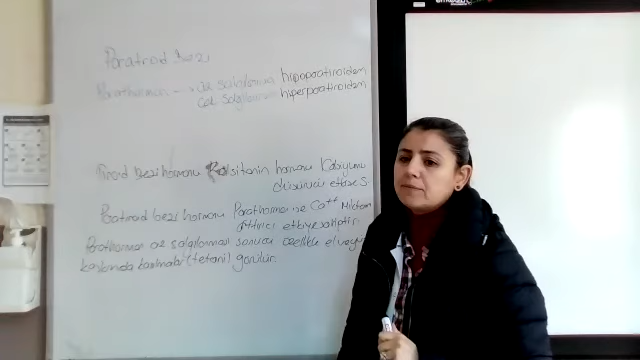 Paratroid bezi
Parathormon → az salgılanırsa hipoparatiroidizm
çok salgılanırsa hiperparatiroidizm
Tiroid bezi hormonu Kalsitonin hormonu Kalsiyumu
düşürücü etkiye s.
Paratiroid bezi hormonu Parathormon ise Ca++ Miktarını
arttırıcı etkiye sahiptir.
Parathormon az salgılanması sonucu özellikle el ve ayak
kaslarında kasılmalar (tetani) görülür.